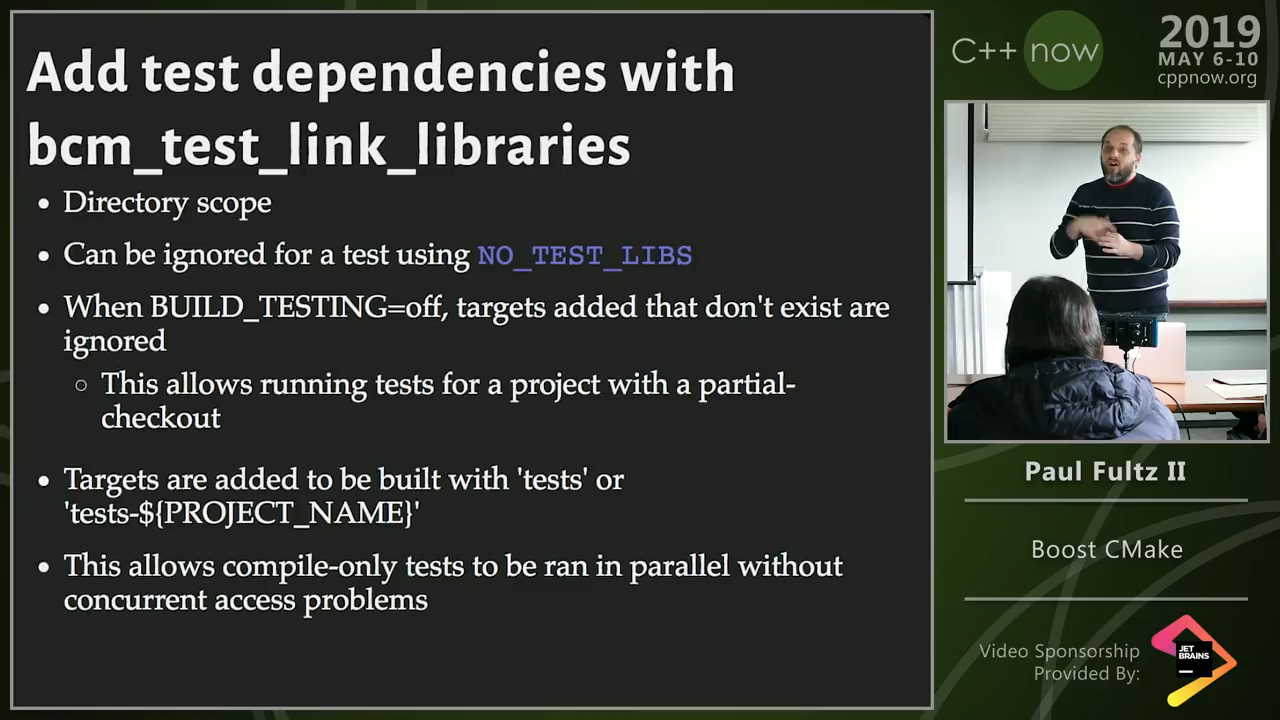 Add test dependencies with
bcm_test_link_libraries
• Directory scope
• Can be ignored for a test using NO_TEST_LIBS
• When BUILD_TESTING=off, targets added that don't exist are
ignored
○ This allows running tests for a project with a partial-
checkout
• Targets are added to be built with 'tests' or
'tests-${PROJECT_NAME}'
• This allows compile-only tests to be ran in parallel without
concurrent access problems
C++ now
2019
MAY 6-10
cppnow.org
Paul Fultz II
Boost CMake
Video Sponsorship
Provided By:
JET
BRAINS